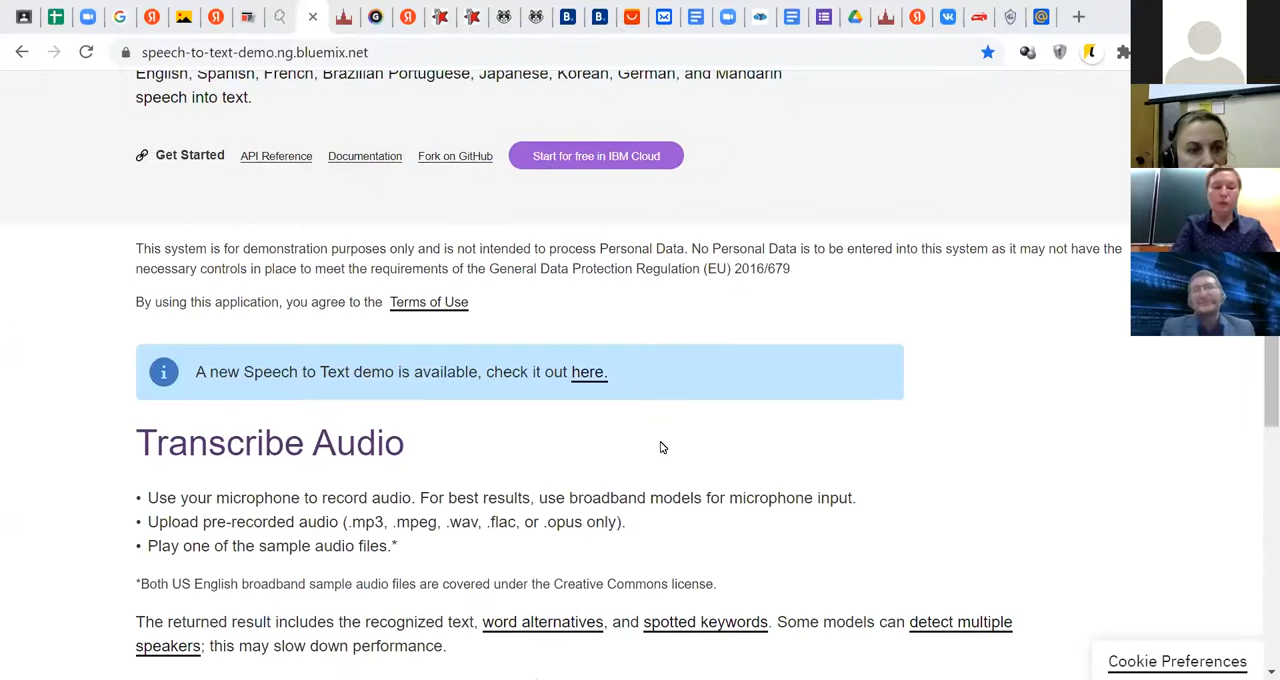 speech-to-text-demo.ng.bluemix.net
English, Spanish, French, Brazilian Portuguese, Japanese, Korean, German, and Mandarin
speech into text.
Get Started API Reference Documentation Fork on GitHub Start for free in IBM Cloud
This system is for demonstration purposes only and is not intended to process Personal Data. No Personal Data is to be entered into this system as it may not have the
necessary controls in place to meet the requirements of the General Data Protection Regulation (EU) 2016/679
By using this application, you agree to the Terms of Use
A new Speech to Text demo is available, check it out here.
Transcribe Audio
• Use your microphone to record audio. For best results, use broadband models for microphone input.
• Upload pre-recorded audio (.mp3, .mpeg, .wav, .flac, or .opus only).
• Play one of the sample audio files.*
*Both US English broadband sample audio files are covered under the Creative Commons license.
The returned result includes the recognized text, word alternatives, and spotted keywords. Some models can detect multiple
speakers; this may slow down performance.
Cookie Preferences